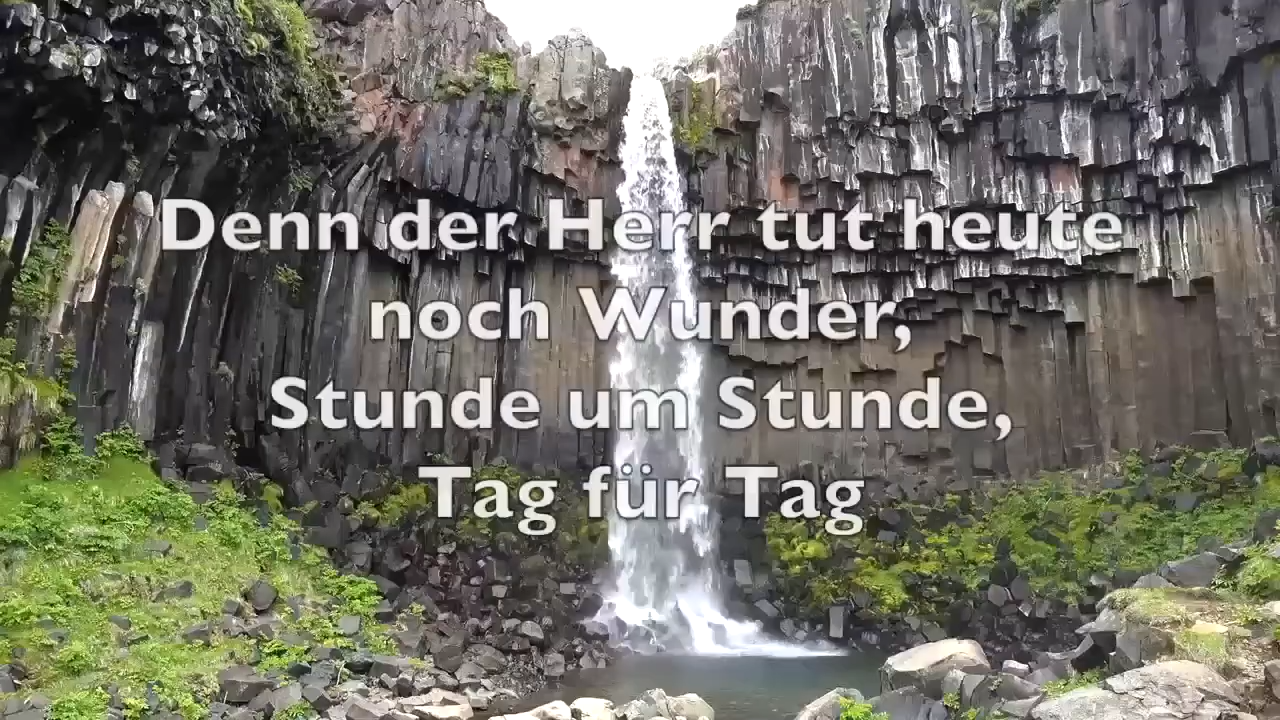 Denn der Herr tut heute
noch Wunder,
Stunde um Stunde,
Tag für Tag